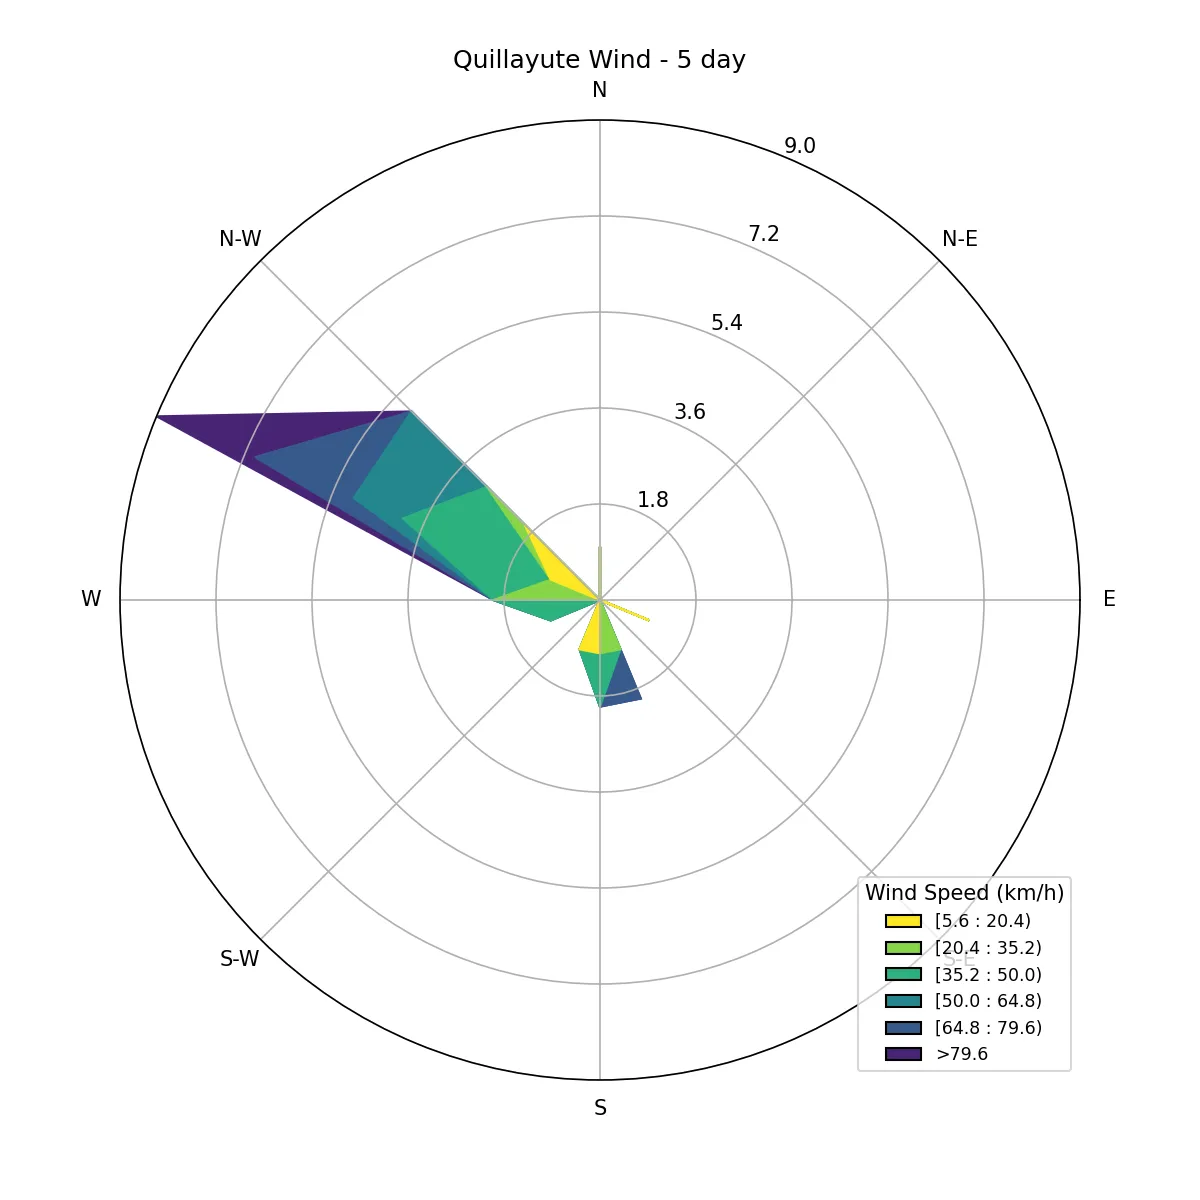 Quillayute Wind - 5 day
N
9.0
N-W
7.2
N-E
5.4
3.6
1.8
W
E
Wind Speed (km/h)
[5.6 : 20.4)
[20.4 : 35.2)
S-W
S-E
[35.2 : 50.0)
[50.0 : 64.8)
[64.8 : 79.6)
>79.6
S